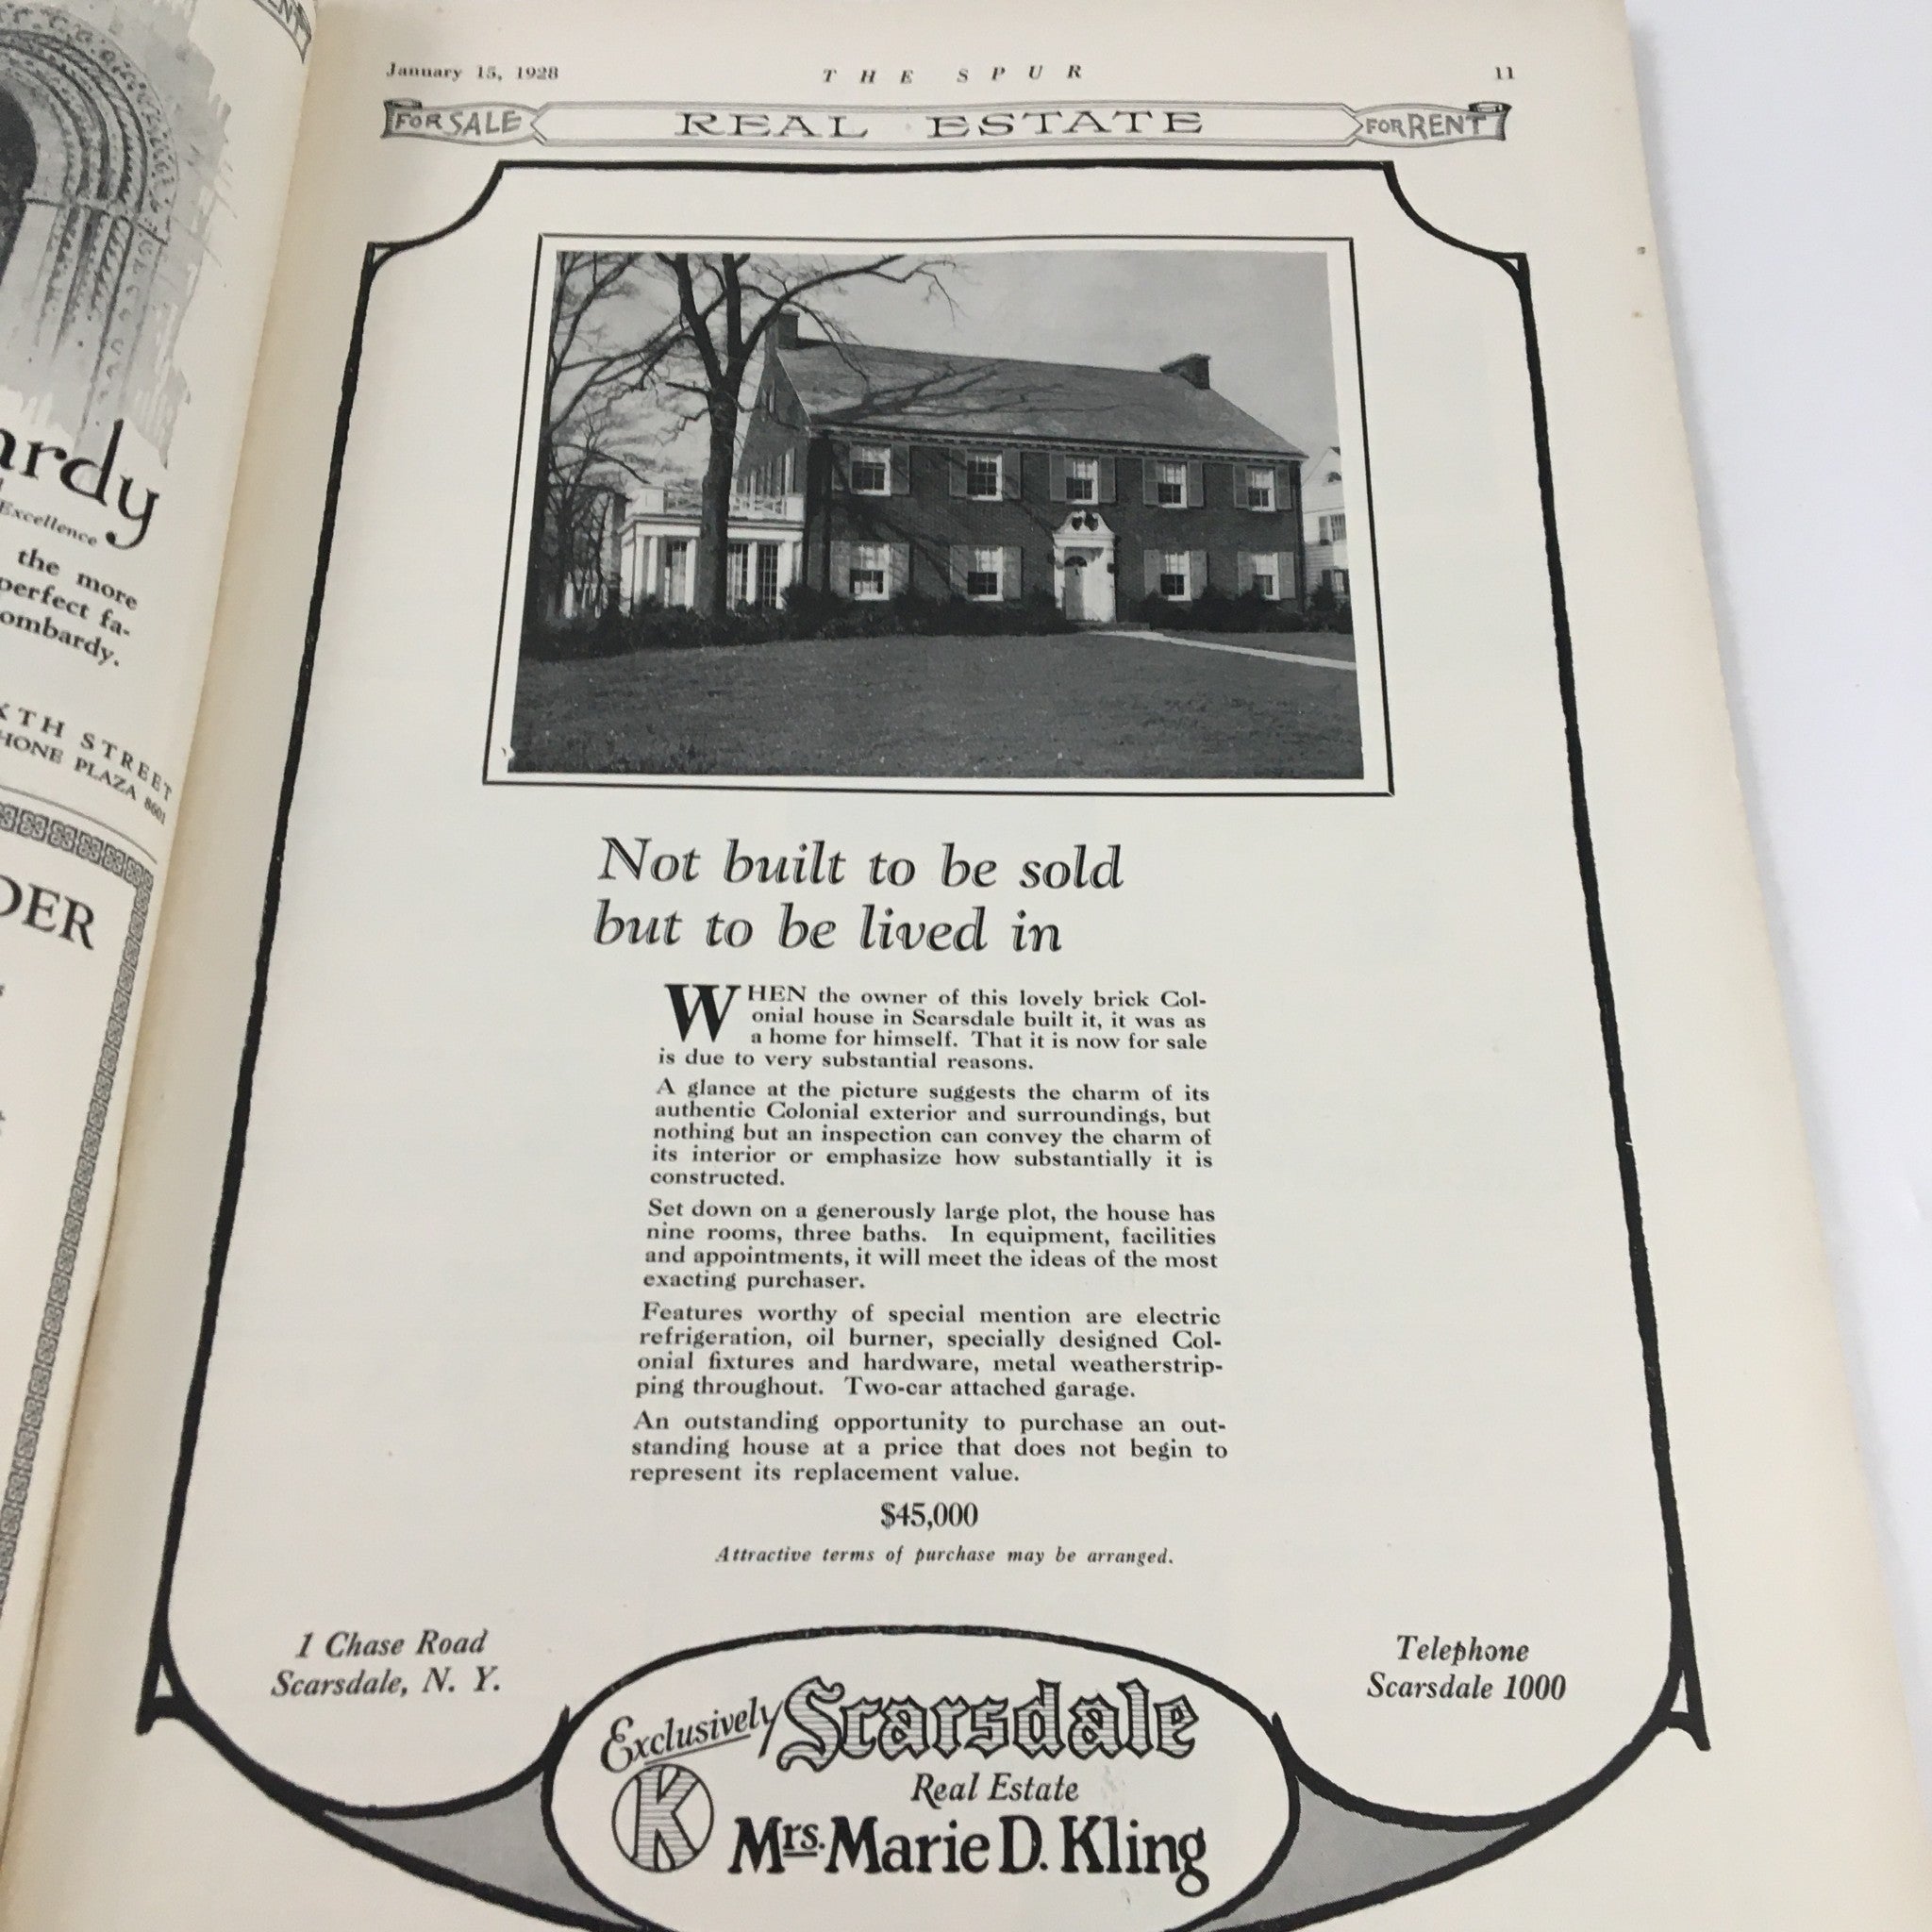 ardy
Excellence
the more
perfect fa-
ombardy.
XTH STREET
HONE PLAZA 8601
DER
January 15, 1928
THE SPUR
11
FOR SALE
REAL ESTATE
FOR RENT
Not built to be sold
but to be lived in
WHEN the owner of this lovely brick Col-
onial house in Scarsdale built it, it was as
a home for himself. That it is now for sale
is due to very substantial reasons.
A glance at the picture suggests the charm of its
authentic Colonial exterior and surroundings, but
nothing but an inspection can convey the charm of
its interior or emphasize how substantially it is
constructed.
Set down on a generously large plot, the house has
nine rooms, three baths. In equipment, facilities
and appointments, it will meet the ideas of the most
exacting purchaser.
Features worthy of special mention are electric
refrigeration, oil burner, specially designed Col-
onial fixtures and hardware, metal weatherstrip-
ping throughout. Two-car attached garage.
An outstanding opportunity to purchase an out-
standing house at a price that does not begin to
represent its replacement value.
$45,000
Attractive terms of purchase may be arranged.
1 Chase Road
Scarsdale, N. Y.
Telephone
Scarsdale 1000
Exclusively Scarsdale
Real Estate
K
Mrs. Marie D. Kling